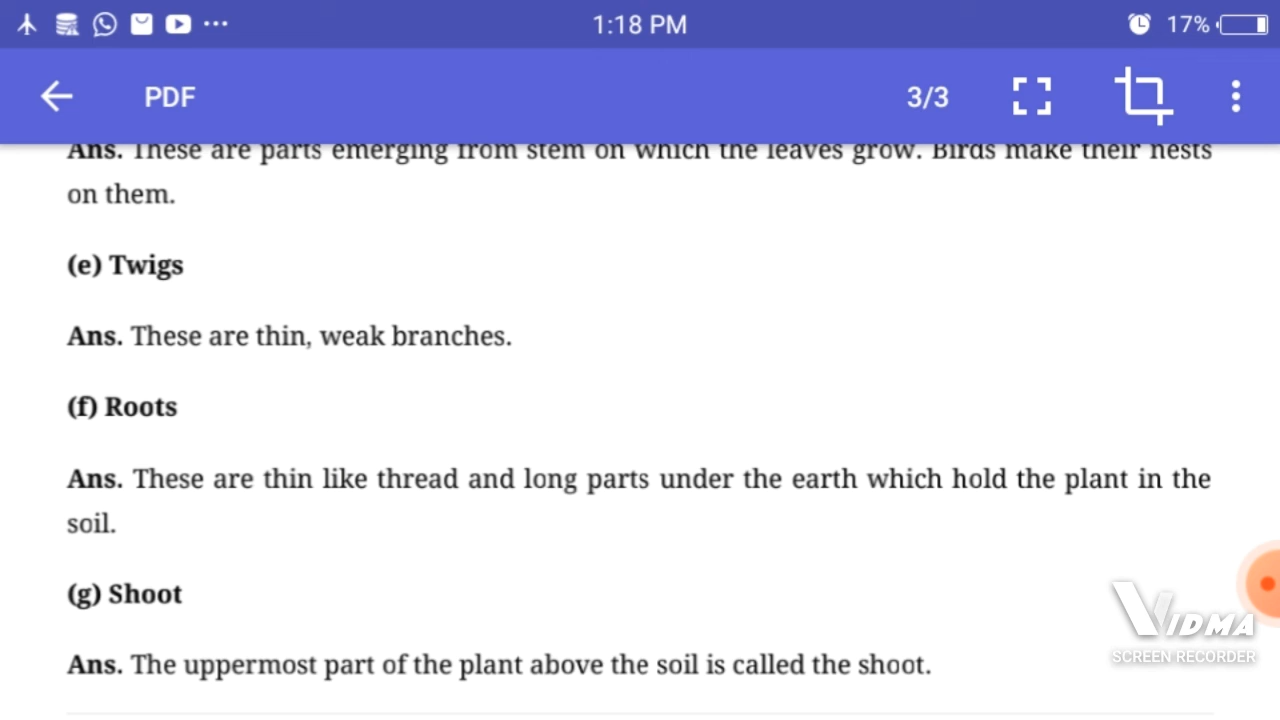 1:18 PM
17%
PDF
3/3
Ans. These are parts emerging from stem on which the leaves grow. Birds make their nests
on them.
(e) Twigs
Ans. These are thin, weak branches.
(f) Roots
Ans. These are thin like thread and long parts under the earth which hold the plant in the
soil.
(g) Shoot
Ans. The uppermost part of the plant above the soil is called the shoot.
VIDMA
SCREEN RECORDER